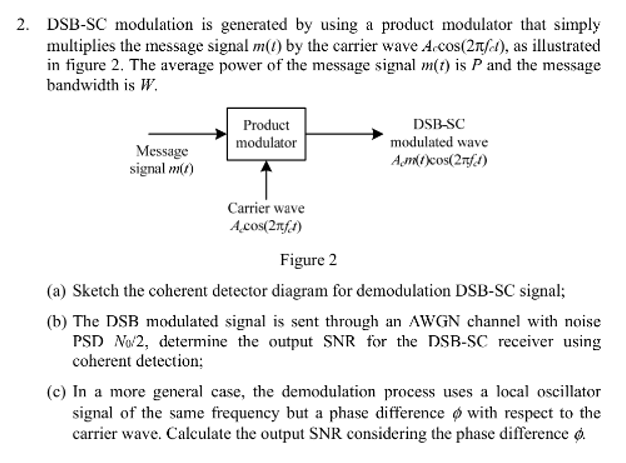 2. DSB-SC modulation is generated by using a product modulator that simply
multiplies the message signal m(t) by the carrier wave Accos(2πfct), as illustrated
in figure 2. The average power of the message signal m(t) is P and the message
bandwidth is W.
Product
modulator
DSB-SC
modulated wave
Acm(t)cos(2πfct)
Message
signal m(t)
Carrier wave
Accos(2πfct)
Figure 2
(a) Sketch the coherent detector diagram for demodulation DSB-SC signal;
(b) The DSB modulated signal is sent through an AWGN channel with noise
PSD N0/2, determine the output SNR for the DSB-SC receiver using
coherent detection;
(c) In a more general case, the demodulation process uses a local oscillator
signal of the same frequency but a phase difference ϕ with respect to the
carrier wave. Calculate the output SNR considering the phase difference ϕ.